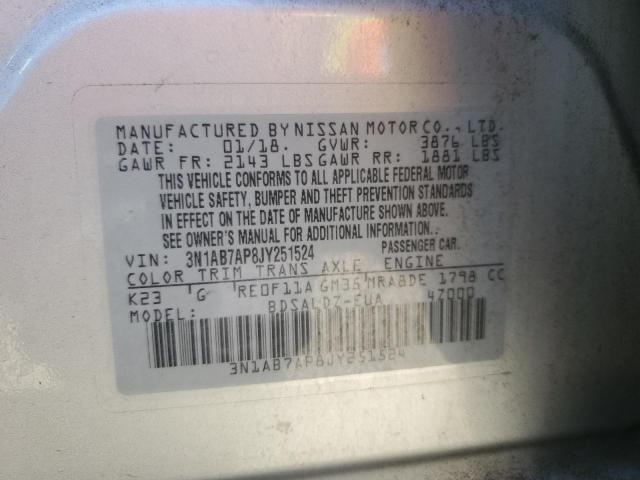 MANUFACTURED BY NISSAN MOTOR CO., LTD.
DATE: 01/18. GVWR: 3876 LBS
GAWR FR: 2143 LBS GAWR RR: 1881 LBS
THIS VEHICLE CONFORMS TO ALL APPLICABLE FEDERAL MOTOR
VEHICLE SAFETY, BUMPER AND THEFT PREVENTION STANDARDS
IN EFFECT ON THE DATE OF MANUFACTURE SHOWN ABOVE.
SEE OWNER'S MANUAL FOR ADDITIONAL INFORMATION.
VIN: 3N1AB7AP8JY251524 PASSENGER CAR.
COLOR TRIM TRANS AXLE ENGINE
K23 G RE0F11A GM35 MRA8DE 1798 CC
MODEL: BDSALDZ-EUA 4Z000
3N1AB7AP8JY251524